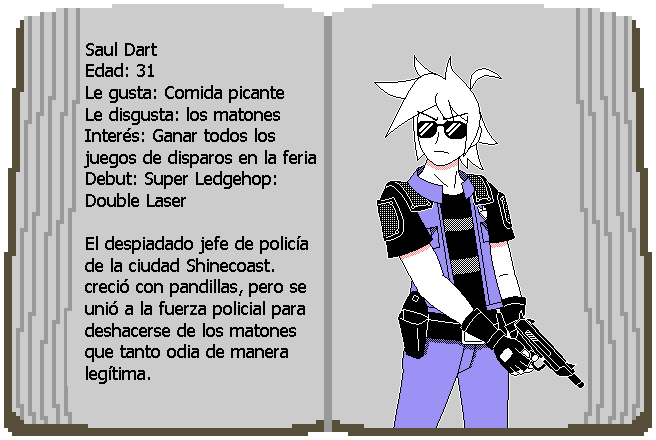 Saul Dart
Edad: 31
Le gusta: Comida picante
Le disgusta: los matones
Interés: Ganar todos los
juegos de disparos en la feria
Debut: Super Ledgehop:
Double Laser
El despiadado jefe de policía
de la ciudad Shinecoast.
creció con pandillas, pero se
unió a la fuerza policial para
deshacerse de los matones
que tanto odia de manera
legítima.